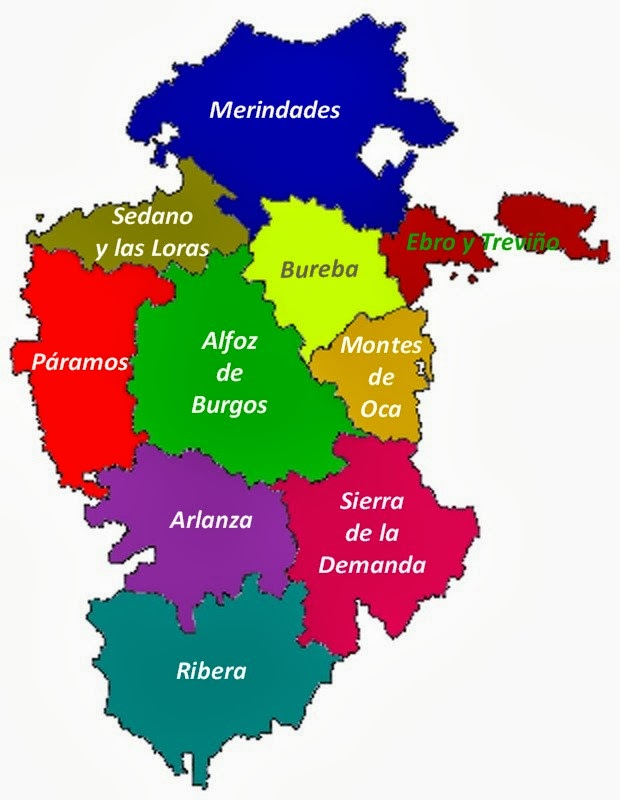 Merindades
Sedano
y las Loras
Ebro y Treviño
Bureba
Páramos
Alfoz
de
Burgos
Montes
de
Oca
Arlanza
Sierra
de la
Demanda
Ribera